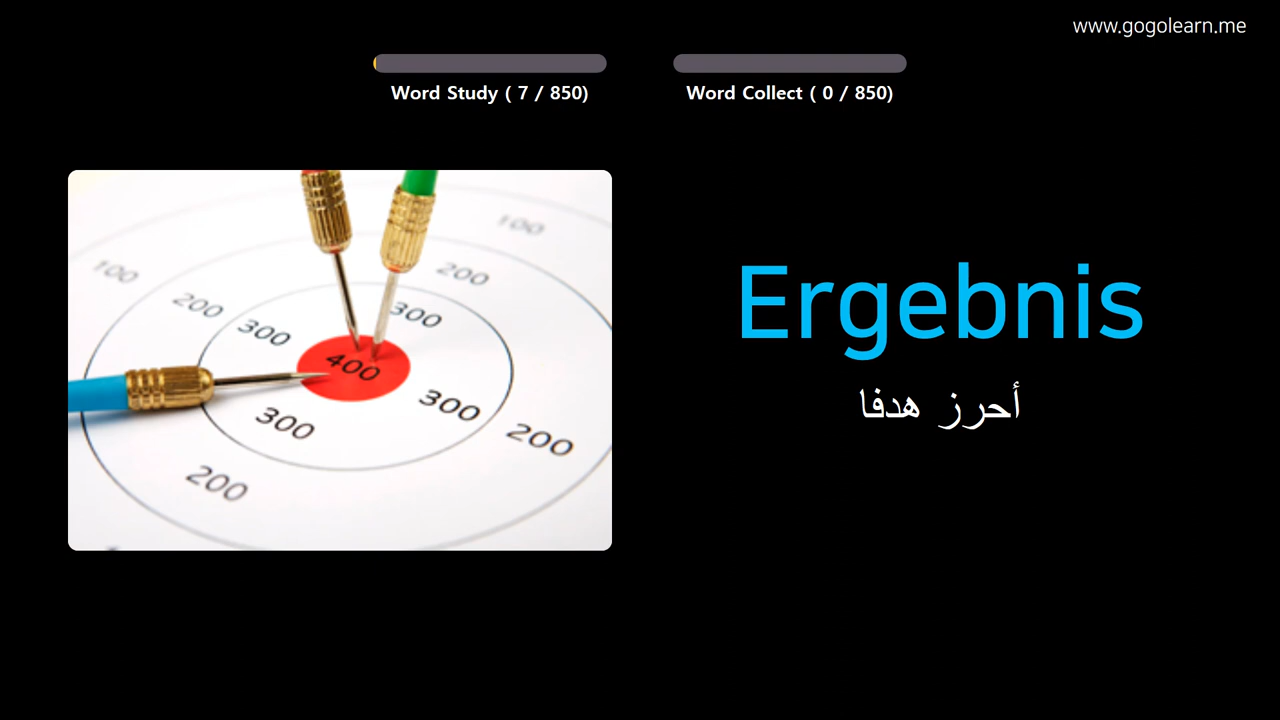 www.gogolearn.me
Word Study ( 7 / 850)
Word Collect ( 0 / 850)
100
100
200
200
300
300
400
300
200
300
200
Ergebnis
أحرز هدفا